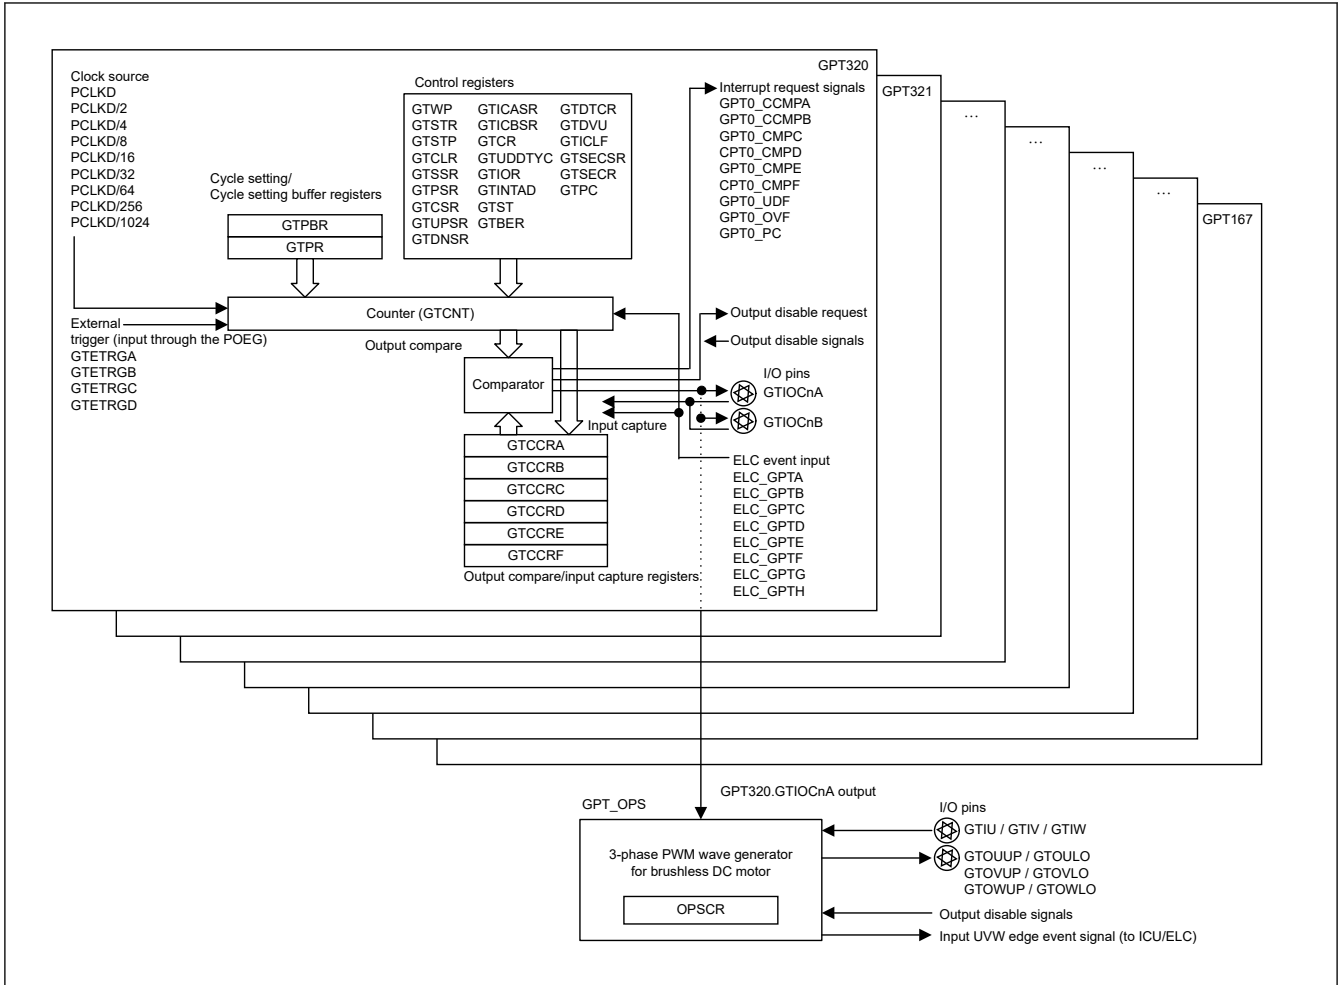 GPT320
GPT321
…
…
…
…
GPT167
Clock source
PCLKD
PCLKD/2
PCLKD/4
PCLKD/8
PCLKD/16
PCLKD/32
PCLKD/64
PCLKD/256
PCLKD/1024
Cycle setting/
Cycle setting buffer registers
GTPBR
GTPR
Control registers
GTWP GTICASR GTDTCR
GTSTR GTICBSR GTDVU
GTSTP GTCR GTICLF
GTCLR GTUDDTYC GTSECSR
GTSSR GTIOR GTSECR
GTPSR GTINTAD GTPC
GTCSR GTST
GTUPSR GTBER
GTDNSR
Interrupt request signals
GPT0_CCMPA
GPT0_CCMPB
GPT0_CMPC
CPT0_CMPD
GPT0_CMPE
CPT0_CMPF
GPT0_UDF
GPT0_OVF
GPT0_PC
Counter (GTCNT)
External
trigger (input through the POEG)
GTETRGA
GTETRGB
GTETRGC
GTETRGD
Output compare
Comparator
Output disable request
Output disable signals
I/O pins
GTIOCnA
GTIOCnB
Input capture
GTCCRA
GTCCRB
GTCCRC
GTCCRD
GTCCRE
GTCCRF
Output compare/input capture registers
ELC event input
ELC_GPTA
ELC_GPTB
ELC_GPTC
ELC_GPTD
ELC_GPTE
ELC_GPTF
ELC_GPTG
ELC_GPTH
GPT320.GTIOCnA output
GPT_OPS
3-phase PWM wave generator
for brushless DC motor
OPSCR
I/O pins
GTIU / GTIV / GTIW
GTOUUP / GTOULO
GTOVUP / GTOVLO
GTOWUP / GTOWLO
Output disable signals
Input UVW edge event signal (to ICU/ELC)